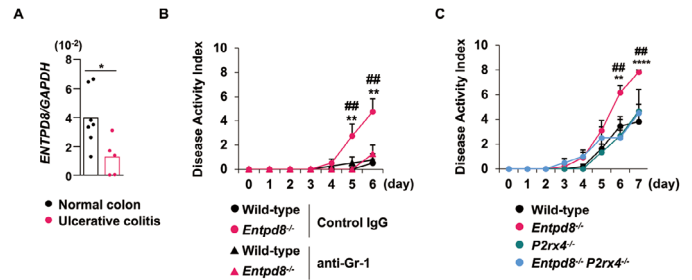 A
(10⁻²)
ENTPD8/GAPDH
8
6
4
2
0
*
Normal colon
Ulcerative colitis
B
Disease Activity Index
10
8
6
4
2
0
##
**
##
**
0 1 2 3 4 5 6 (day)
Wild-type
Entpd8⁻/⁻
Control IgG
Wild-type
Entpd8⁻/⁻
anti-Gr-1
C
Disease Activity Index
10
8
6
4
2
0
##
**
##
****
0 1 2 3 4 5 6 7 (day)
Wild-type
Entpd8⁻/⁻
P2rx4⁻/⁻
Entpd8⁻/⁻ P2rx4⁻/⁻